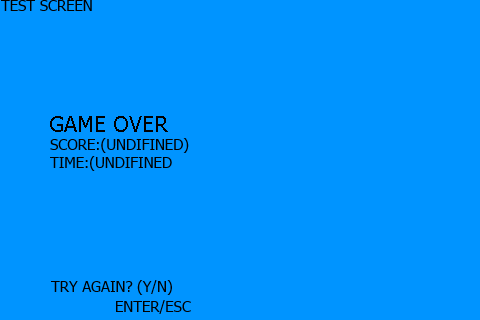 TEST SCREEN
GAME OVER
SCORE:(UNDIFINED)
TIME:(UNDIFINED
TRY AGAIN? (Y/N)
ENTER/ESC